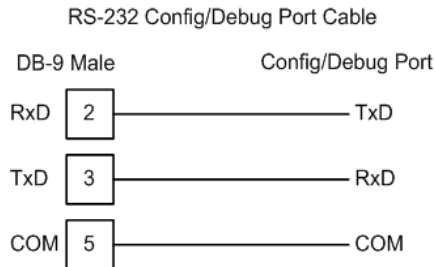 RS-232 Config/Debug Port Cable
DB-9 Male Config/Debug Port
RxD 2 TxD
TxD 3 RxD
COM 5 COM